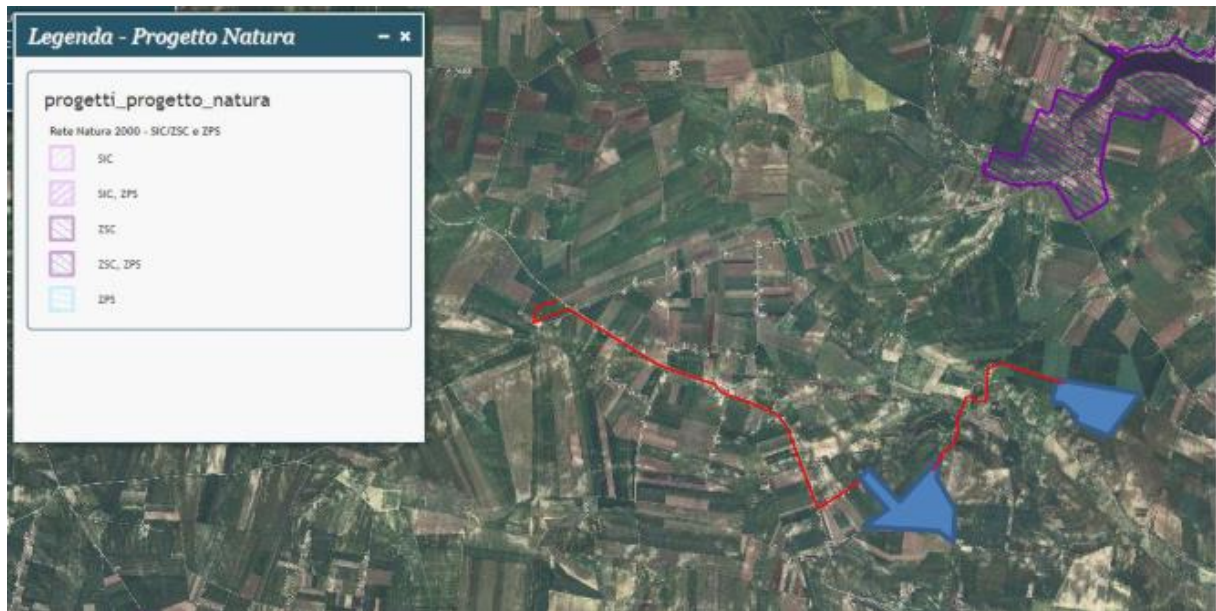 Legenda - Progetto Natura
progetti_progetto_natura
Rete Natura 2000 - SIC/ZSC e ZPS
SIC
SIC, ZPS
ZSC
ZSC, ZPS
ZPS